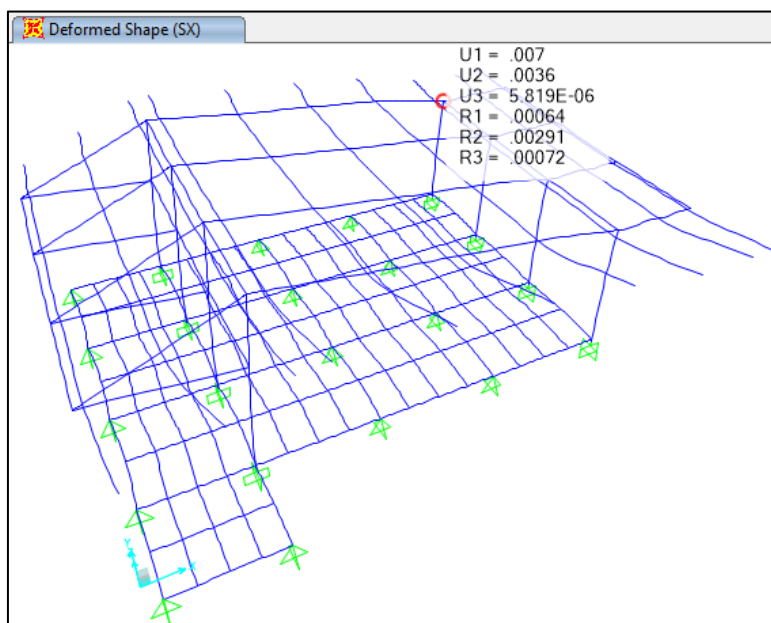 Deformed Shape (SX)
U1 = .007
U2 = .0036
U3 = 5.819E-06
R1 = .00064
R2 = .00291
R3 = .00072
Y
X